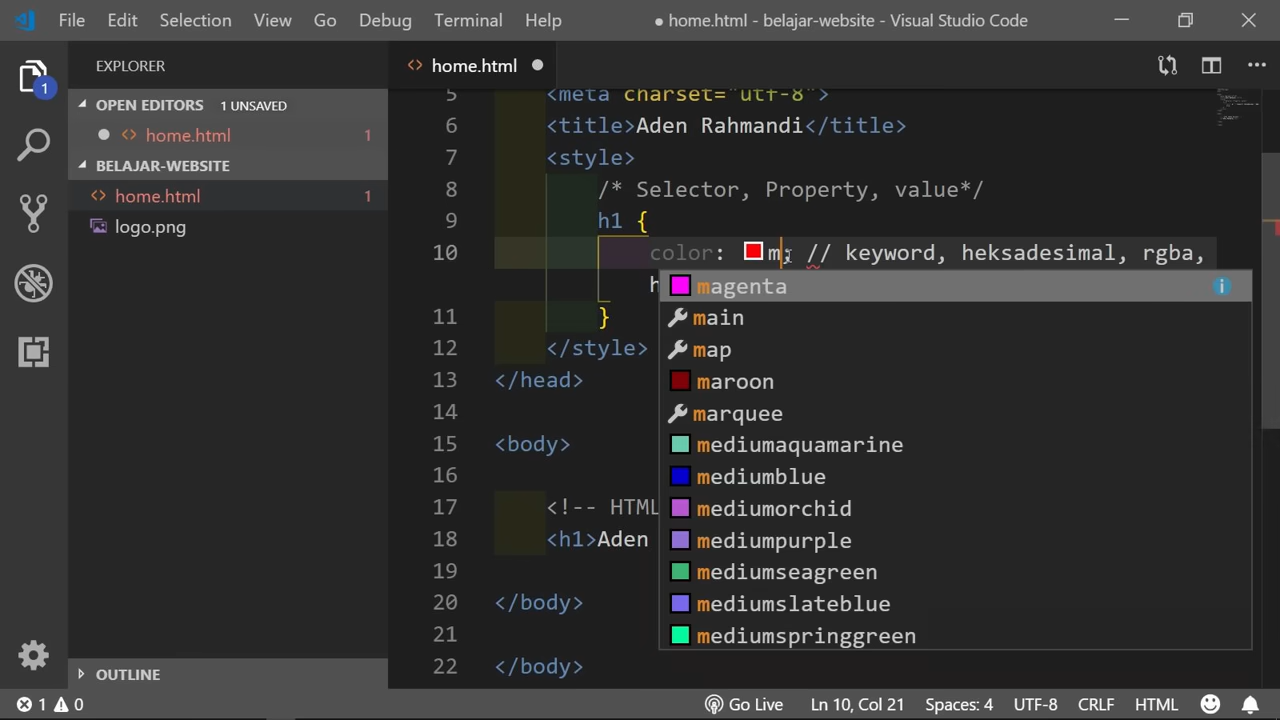 File Edit Selection View Go Debug Terminal Help ● home.html - belajar-website - Visual Studio Code
EXPLORER
<> home.html ●
OPEN EDITORS 1 UNSAVED
● <> home.html 1
BELAJAR-WEBSITE
<> home.html 1
logo.png
OUTLINE
1
5 <meta charset="utf-8">
6 <title>Aden Rahmandi</title>
7 <style>
8 /* Selector, Property, value*/
9 h1 {
10 color: m; // keyword, heksadesimal, rgba,
h
11 }
12 </style>
13 </head>
14
15 <body>
16
17 <!-- HTML
18 <h1>Aden
19
20 </body>
21
22 </body>
magenta
main
map
maroon
marquee
mediumaquamarine
mediumblue
mediumorchid
mediumpurple
mediumseagreen
mediumslateblue
mediumspringgreen
1 0 Go Live Ln 10, Col 21 Spaces: 4 UTF-8 CRLF HTML